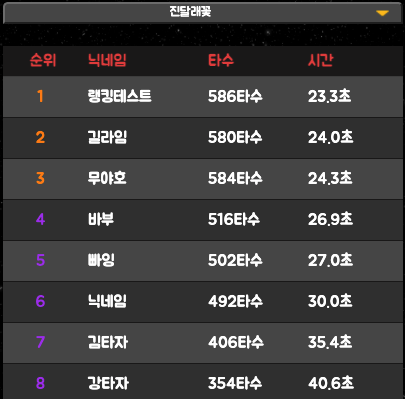 진달래꽃
순위 닉네임 타수 시간
1 랭킹테스트 586타수 23.3초
2 길라임 580타수 24.0초
3 무야호 584타수 24.3초
4 바부 516타수 26.9초
5 빠잉 502타수 27.0초
6 닉네임 492타수 30.0초
7 김타자 406타수 35.4초
8 강타자 354타수 40.6초